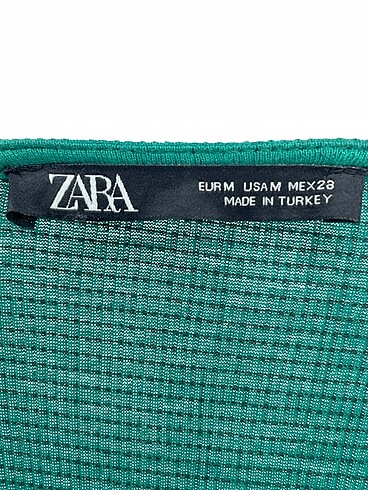 ZARA
EUR M USA M MEX 28
MADE IN TURKEY